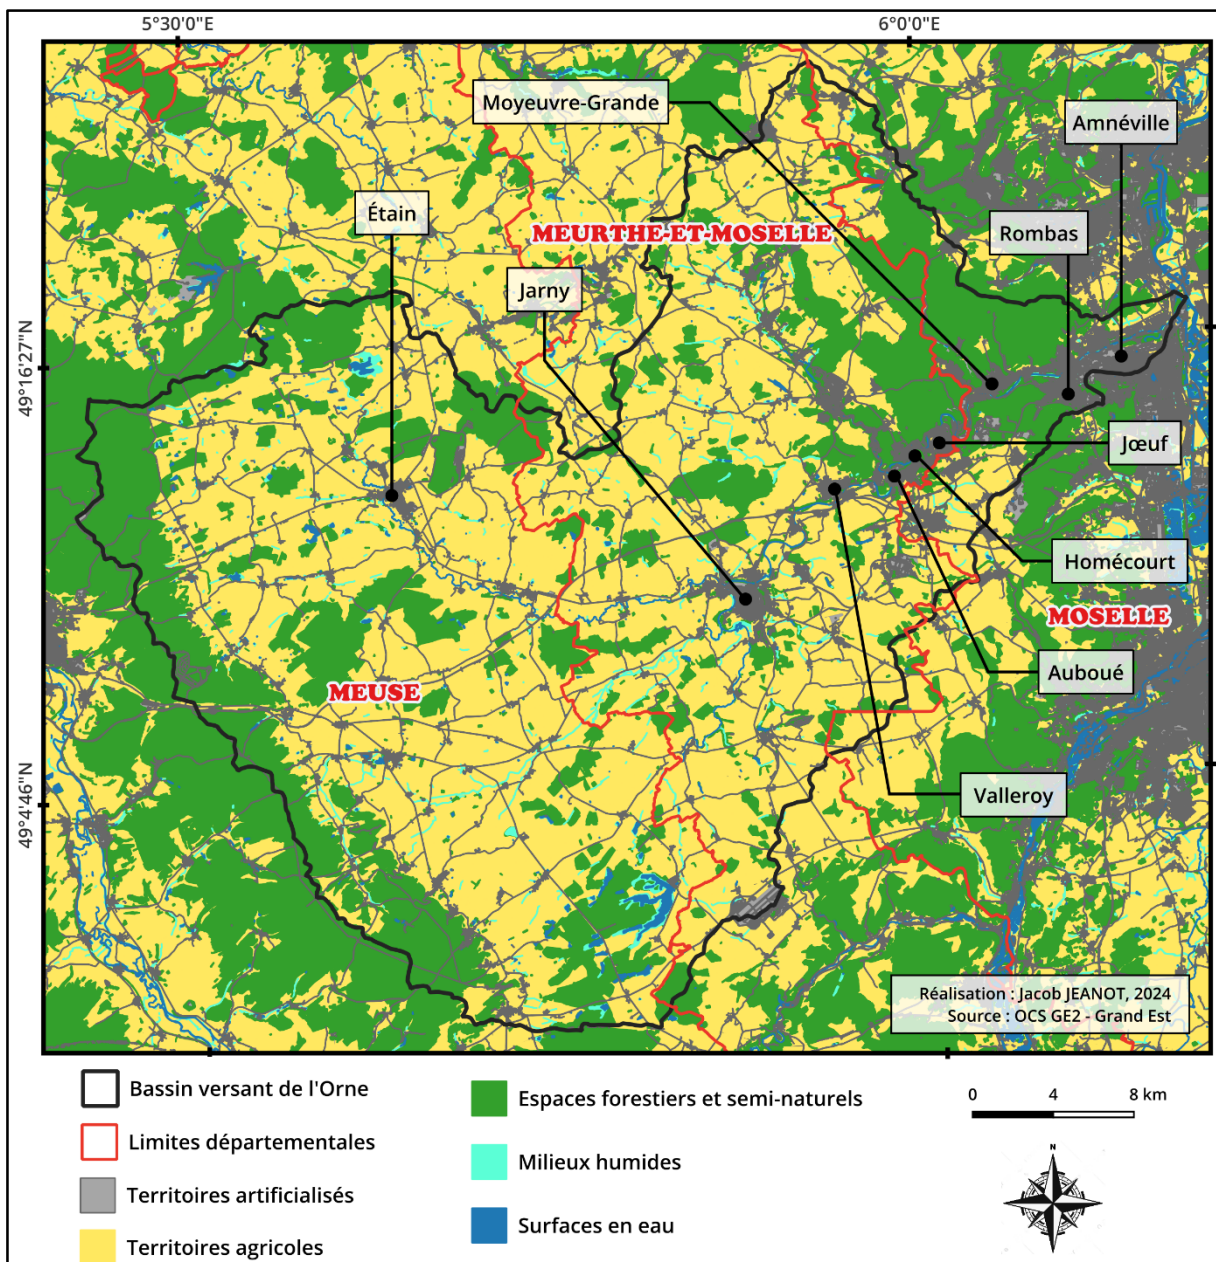 5°30'0"E
6°0'0"E
Moyeuvre-Grande
Amnéville
Étain
Rombas
MEURTHE-ET-MOSELLE
Jarny
49°16'27"N
Jœuf
Homécourt
MOSELLE
Auboué
MEUSE
49°4'46"N
Valleroy
Réalisation : Jacob JEANOT, 2024
Source : OCS GE2 - Grand Est
Bassin versant de l'Orne
Limites départementales
Territoires artificialisés
Territoires agricoles
Espaces forestiers et semi-naturels
Milieux humides
Surfaces en eau
0 4 8 km
N